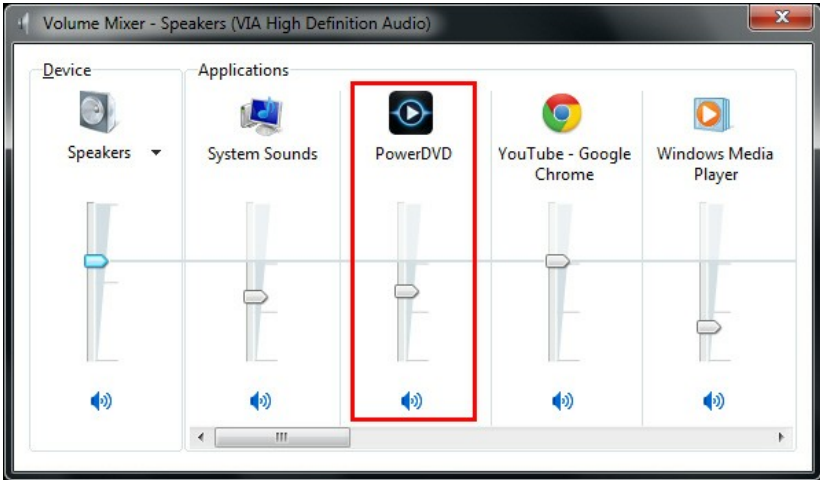 Volume Mixer - Speakers (VIA High Definition Audio)
Device
Applications
Speakers
System Sounds
PowerDVD
YouTube - Google
Chrome
Windows Media
Player